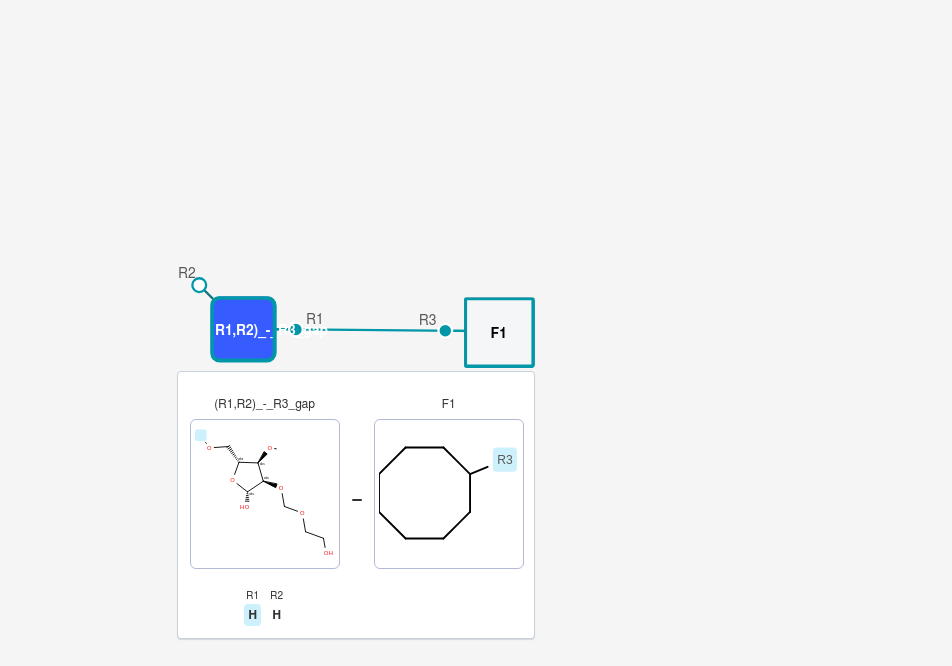 R2
R1
R3
R1,R2)_-_R3_gap
F1
(R1,R2)_-_R3_gap
F1
O
O
R3
O
O
HO
O
OH
R1 R2
H H